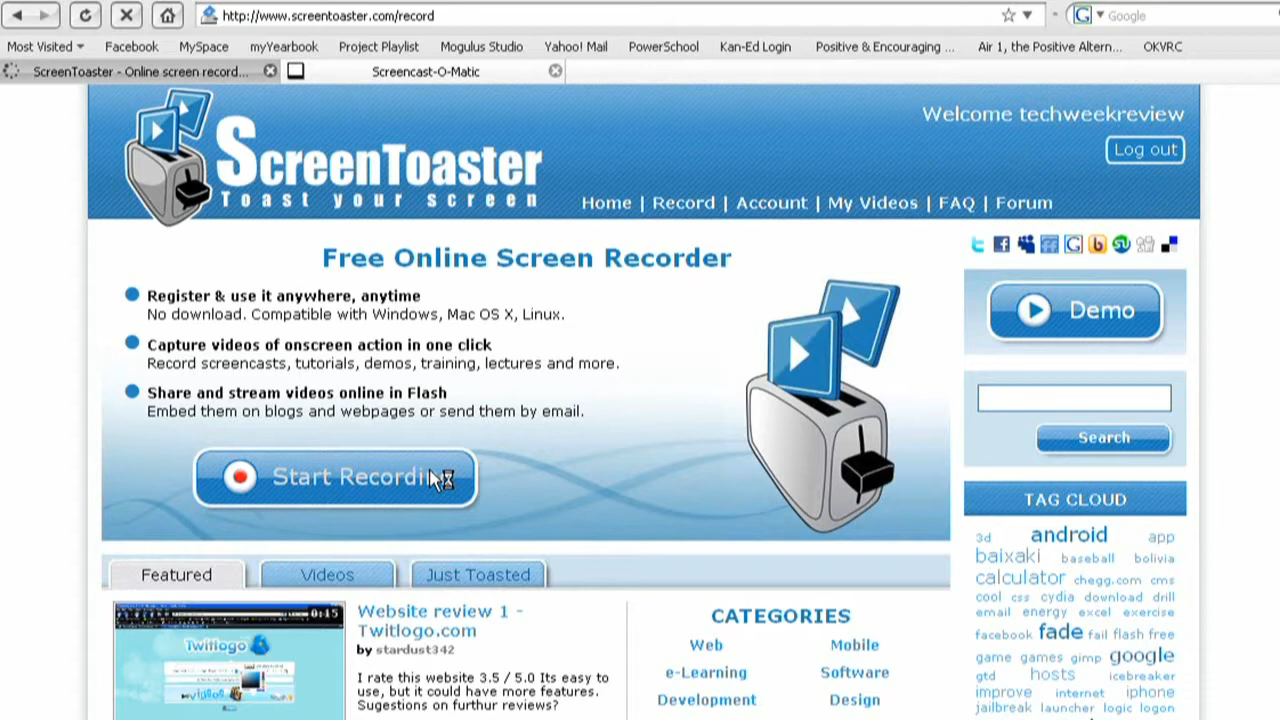 http://www.screentoaster.com/record
Google
Most Visited Facebook MySpace myYearbook Project Playlist Mogulus Studio Yahoo! Mail PowerSchool Kan-Ed Login Positive & Encouraging ... Air 1, the Positive Altern... OKVRC
ScreenToaster - Online screen record... Screencast-O-Matic
Welcome techweekreview
Log out
ScreenToaster
Toast your screen
Home | Record | Account | My Videos | FAQ | Forum
Free Online Screen Recorder
Register & use it anywhere, anytime
No download. Compatible with Windows, Mac OS X, Linux.
Capture videos of onscreen action in one click
Record screencasts, tutorials, demos, training, lectures and more.
Share and stream videos online in Flash
Embed them on blogs and webpages or send them by email.
Start Recording
Demo
Search
TAG CLOUD
3d android app
baixaki baseball bolivia
calculator chegg.com cms
cool css cydia download drill
email energy excel exercise
facebook fade fail flash free
game games gimp google
gtd hosts icebreaker
improve internet iphone
jailbreak launcher logic logon
Featured Videos Just Toasted
0:15
Twitlogo
Website review 1 -
Twitlogo.com
by stardust342
I rate this website 3.5 / 5.0 Its easy to
use, but it could have more features.
Sugestions on furthur reviews?
CATEGORIES
Web Mobile
e-Learning Software
Development Design